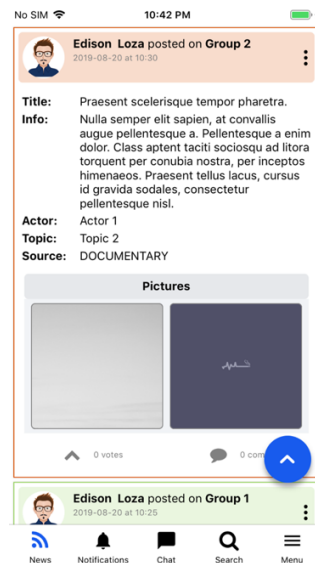 No SIM 10:42 PM
Edison Loza posted on Group 2
2019-08-20 at 10:30
Title: Praesent scelerisque tempor pharetra.
Info: Nulla semper elit sapien, at convallis
augue pellentesque a. Pellentesque a enim
dolor. Class aptent taciti sociosqu ad litora
torquent per conubia nostra, per inceptos
himenaeos. Praesent tellus lacus, cursus
id gravida sodales, consectetur
pellentesque nisl.
Actor: Actor 1
Topic: Topic 2
Source: DOCUMENTARY
Pictures
0 votes 0 com
Edison Loza posted on Group 1
2019-08-20 at 10:25
News Notifications Chat Search Menu